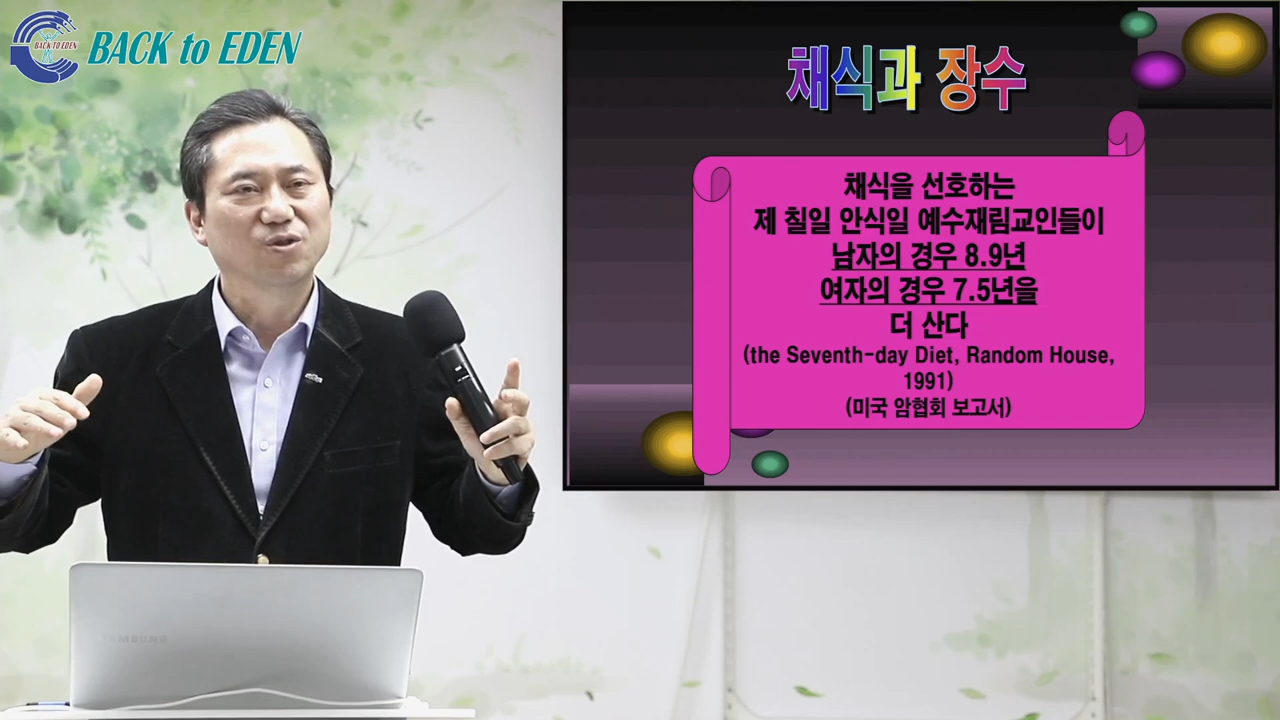 BACK TO EDEN
BACK to EDEN
채식과 장수
채식을 선호하는
제 칠일 안식일 예수재림교인들이
남자의 경우 8.9년
여자의 경우 7.5년을
더 산다
(the Seventh-day Diet, Random House,
1991)
(미국 암협회 보고서)
SAMSUNG